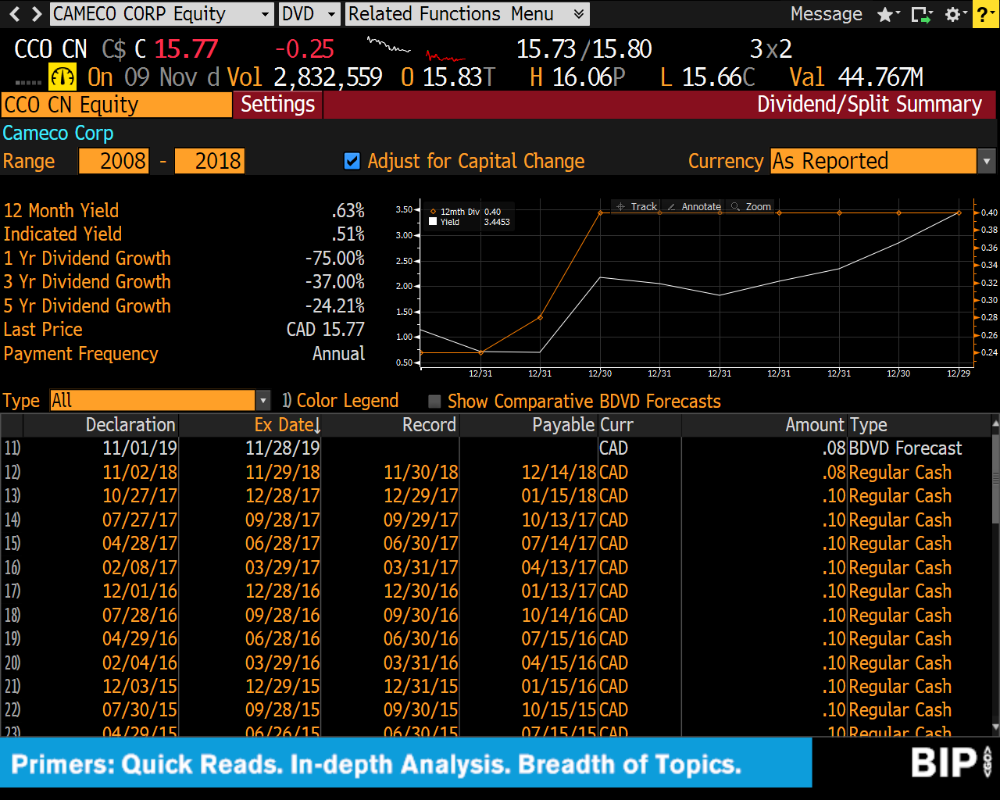 CAMECO CORP Equity DVD Related Functions Menu Message ?
CCO CN C$ C 15.77 -0.25 15.73/15.80 3x2
On 09 Nov d Vol 2,832,559 O 15.83T H 16.06P L 15.66C Val 44.767M
CCO CN Equity Settings Dividend/Split Summary
Cameco Corp
Range 2008 - 2018 Adjust for Capital Change Currency As Reported
12 Month Yield .63%
Indicated Yield .51%
1 Yr Dividend Growth -75.00%
3 Yr Dividend Growth -37.00%
5 Yr Dividend Growth -24.21%
Last Price CAD 15.77
Payment Frequency Annual
Track Annotate Zoom
12mth Div 0.40
Yield 3.4453
3.50
3.00
2.50
2.00
1.50
1.00
0.50
0.40
0.38
0.36
0.34
0.32
0.30
0.28
0.26
0.24
12/31 12/31 12/30 12/31 12/31 12/31 12/31 12/30 12/29
Type All 1) Color Legend Show Comparative BDVD Forecasts
Declaration Ex Date↓ Record Payable Curr Amount Type
11) 11/01/19 11/28/19 CAD .08 BDVD Forecast
12) 11/02/18 11/29/18 11/30/18 12/14/18 CAD .08 Regular Cash
13) 10/27/17 12/28/17 12/29/17 01/15/18 CAD .10 Regular Cash
14) 07/27/17 09/28/17 09/29/17 10/13/17 CAD .10 Regular Cash
15) 04/28/17 06/28/17 06/30/17 07/14/17 CAD .10 Regular Cash
16) 02/08/17 03/29/17 03/31/17 04/13/17 CAD .10 Regular Cash
17) 12/01/16 12/28/16 12/30/16 01/13/17 CAD .10 Regular Cash
18) 07/28/16 09/28/16 09/30/16 10/14/16 CAD .10 Regular Cash
19) 04/29/16 06/28/16 06/30/16 07/15/16 CAD .10 Regular Cash
20) 02/04/16 03/29/16 03/31/16 04/15/16 CAD .10 Regular Cash
21) 12/03/15 12/29/15 12/31/15 01/15/16 CAD .10 Regular Cash
22) 07/30/15 09/28/15 09/30/15 10/15/15 CAD .10 Regular Cash
23) 04/29/15 06/26/15 06/30/15 07/15/15 CAD .10 Regular Cash
Primers: Quick Reads. In-depth Analysis. Breadth of Topics. BIP GO